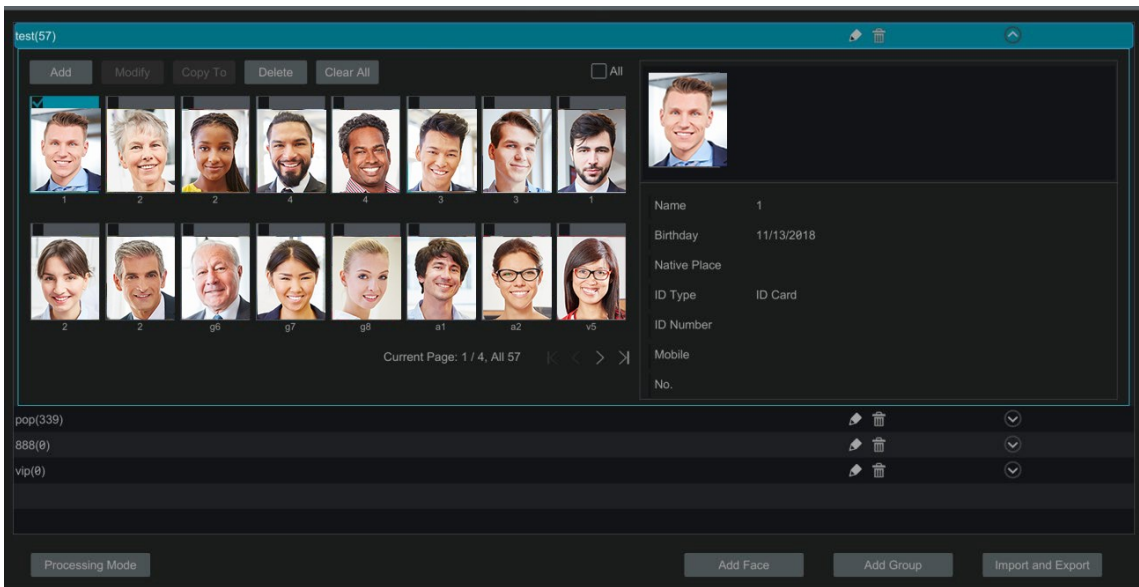 test(57)
Add Modify Copy To Delete Clear All All
1 2 2 4 4 3 3 1
2 2 g6 g7 g8 a1 a2 v5
Current Page: 1 / 4, All 57
Name 1
Birthday 11/13/2018
Native Place
ID Type ID Card
ID Number
Mobile
No.
pop(339)
888(0)
vip(0)
Processing Mode Add Face Add Group Import and Export